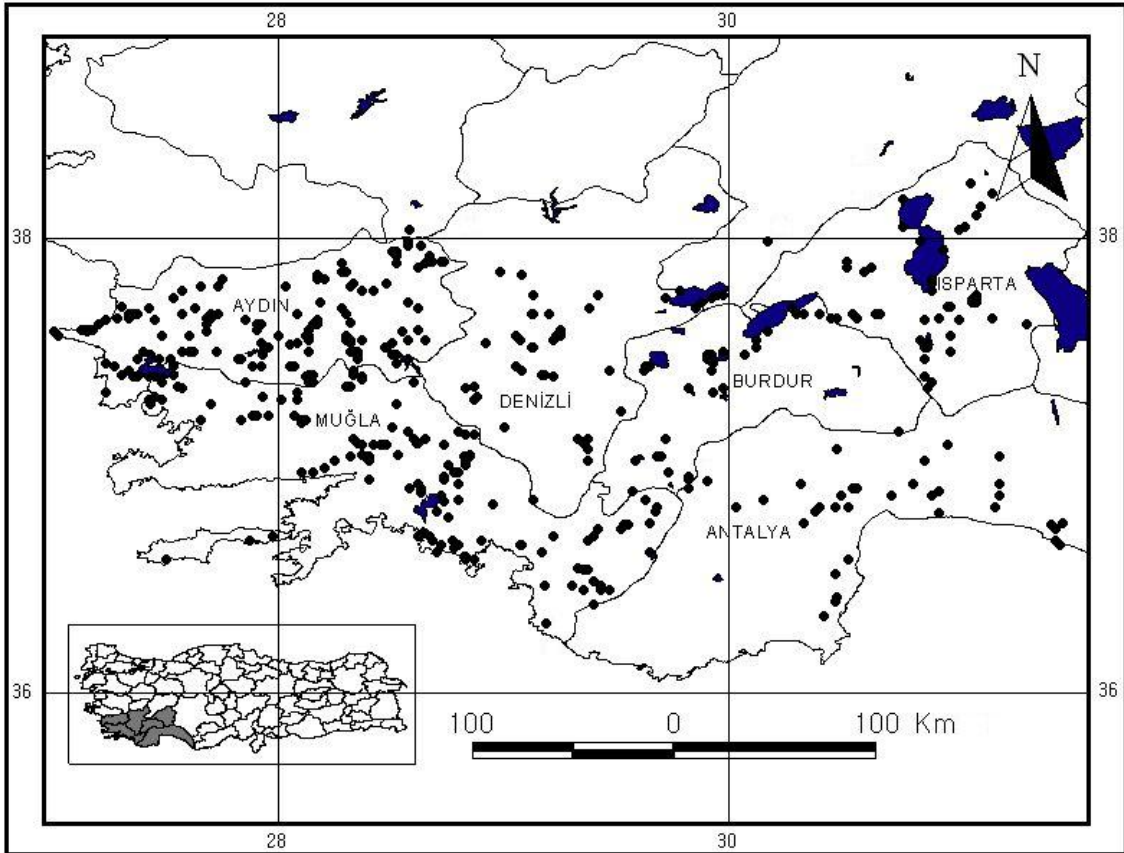 28 30
N
38 38
AYDIN
ISPARTA
BURDUR
DENİZLİ
MUĞLA
ANTALYA
36 36
100 0 100 Km
28 30